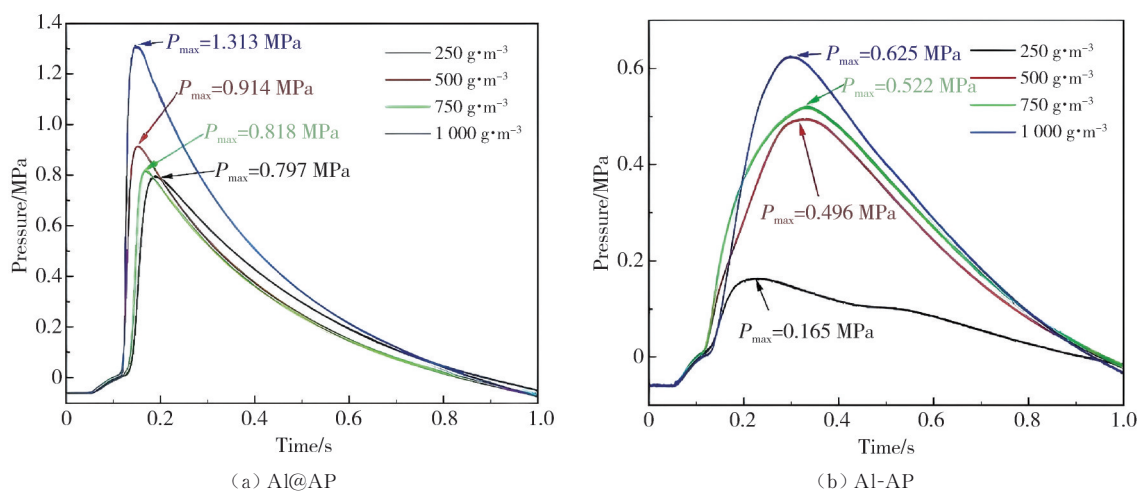 (a)
1.4
1.2
1.0
0.8
0.6
0.4
0.2
0
Pressure/MPa
Pmax=1.313 MPa
Pmax=0.914 MPa
Pmax=0.818 MPa
Pmax=0.797 MPa
250 g•m−3
500 g•m−3
750 g•m−3
1 000 g•m−3
0 0.2 0.4 0.6 0.8 1.0
Time/s
(a) Al@AP
(b)
0.6
0.4
0.2
0
Pressure/MPa
Pmax=0.625 MPa
Pmax=0.522 MPa
Pmax=0.496 MPa
Pmax=0.165 MPa
250 g•m−3
500 g•m−3
750 g•m−3
1 000 g•m−3
0 0.2 0.4 0.6 0.8 1.0
Time/s
(b) Al-AP